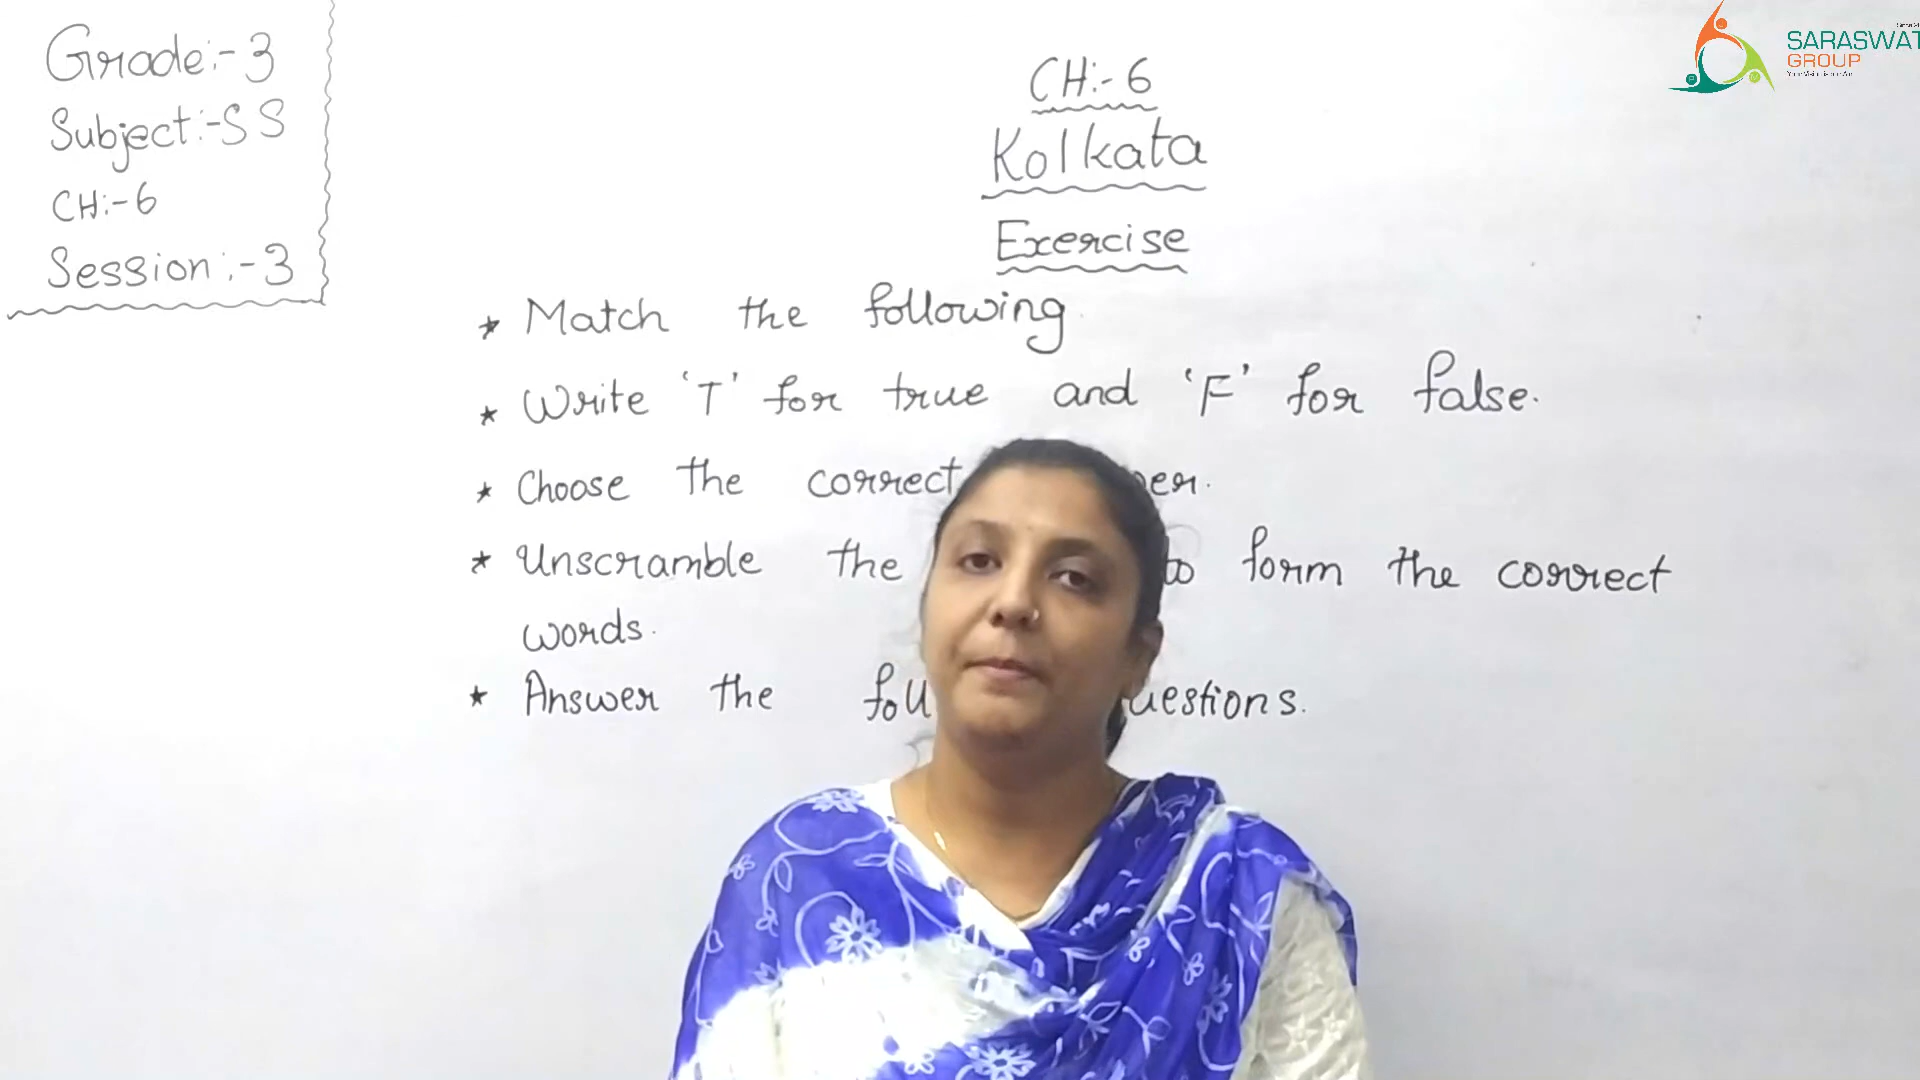 Grade:-3
Subject:-SS
CH:-6
Session:-3
CH:-6
Kolkata
Exercise
* Match the following
* Write 'T' for true and 'F' for false.
* Choose the correct
* Unscramble the to form the correct
words.
* Answer the
SARASWAT
GROUP